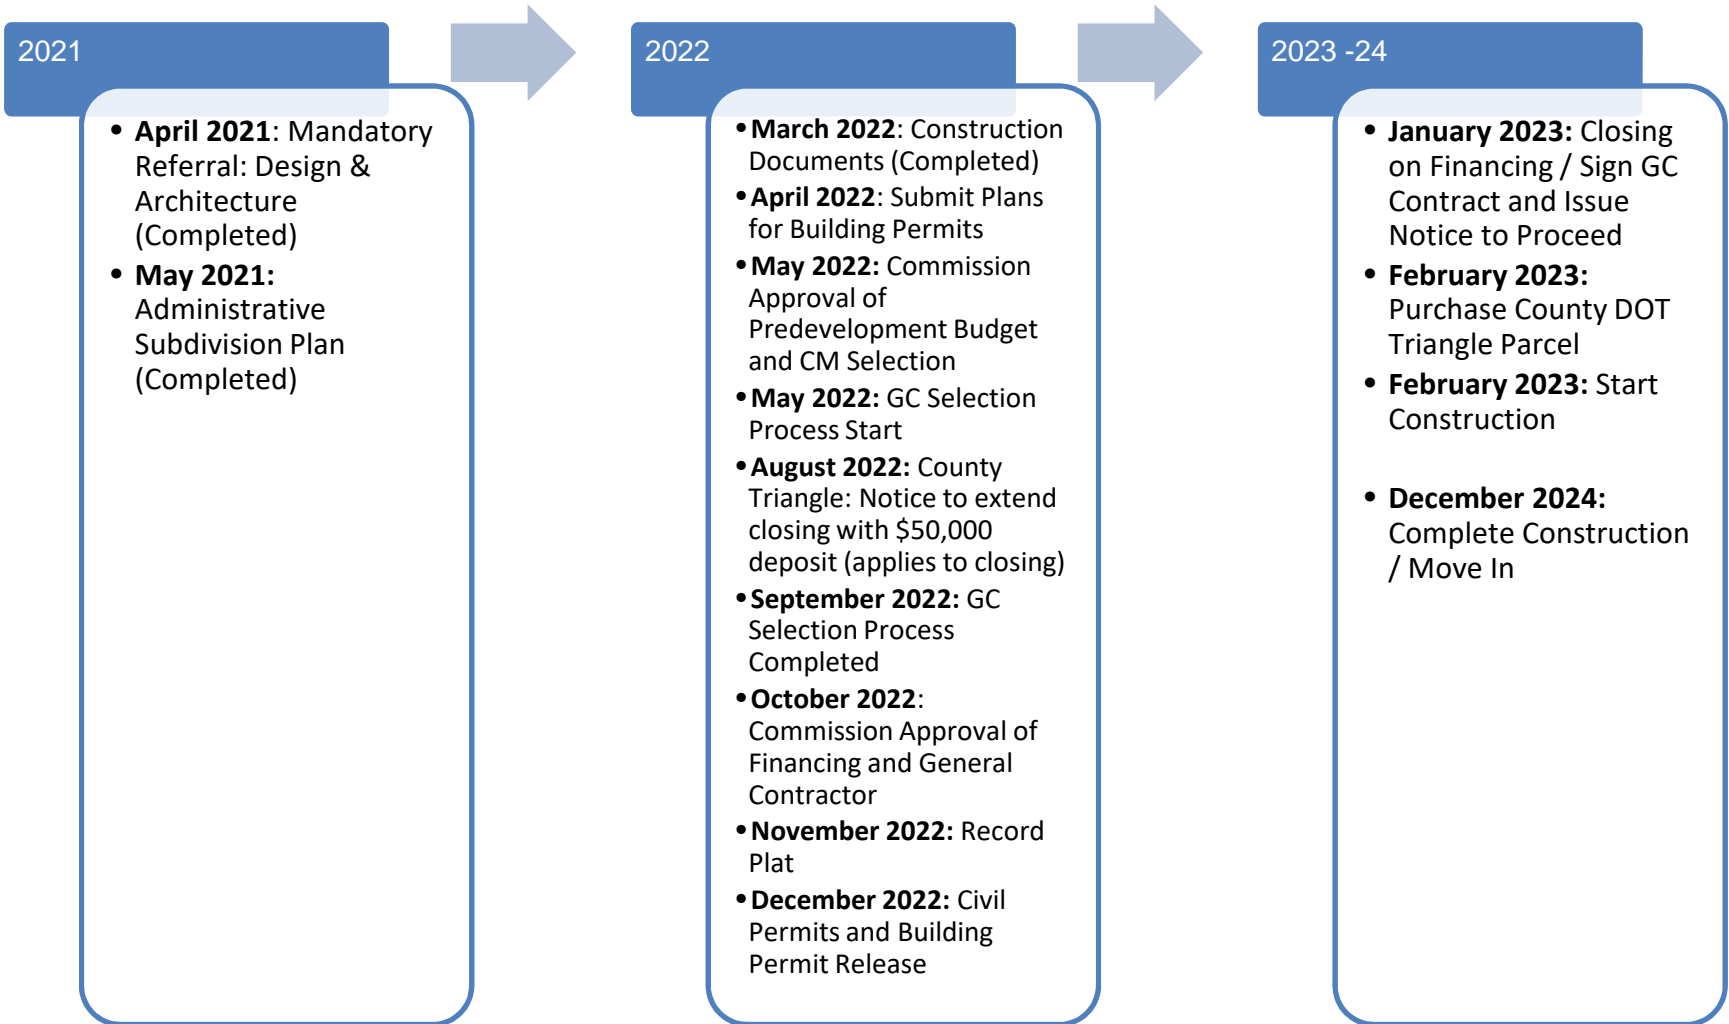 2021
• April 2021: Mandatory
Referral: Design &
Architecture
(Completed)
• May 2021:
Administrative
Subdivision Plan
(Completed)
2022
•March 2022: Construction
Documents (Completed)
•April 2022: Submit Plans
for Building Permits
•May 2022: Commission
Approval of
Predevelopment Budget
and CM Selection
•May 2022: GC Selection
Process Start
•August 2022: County
Triangle: Notice to extend
closing with $50,000
deposit (applies to closing)
•September 2022: GC
Selection Process
Completed
•October 2022:
Commission Approval of
Financing and General
Contractor
•November 2022: Record
Plat
•December 2022: Civil
Permits and Building
Permit Release
2023 -24
• January 2023: Closing
on Financing / Sign GC
Contract and Issue
Notice to Proceed
• February 2023:
Purchase County DOT
Triangle Parcel
• February 2023: Start
Construction
• December 2024:
Complete Construction
/ Move In